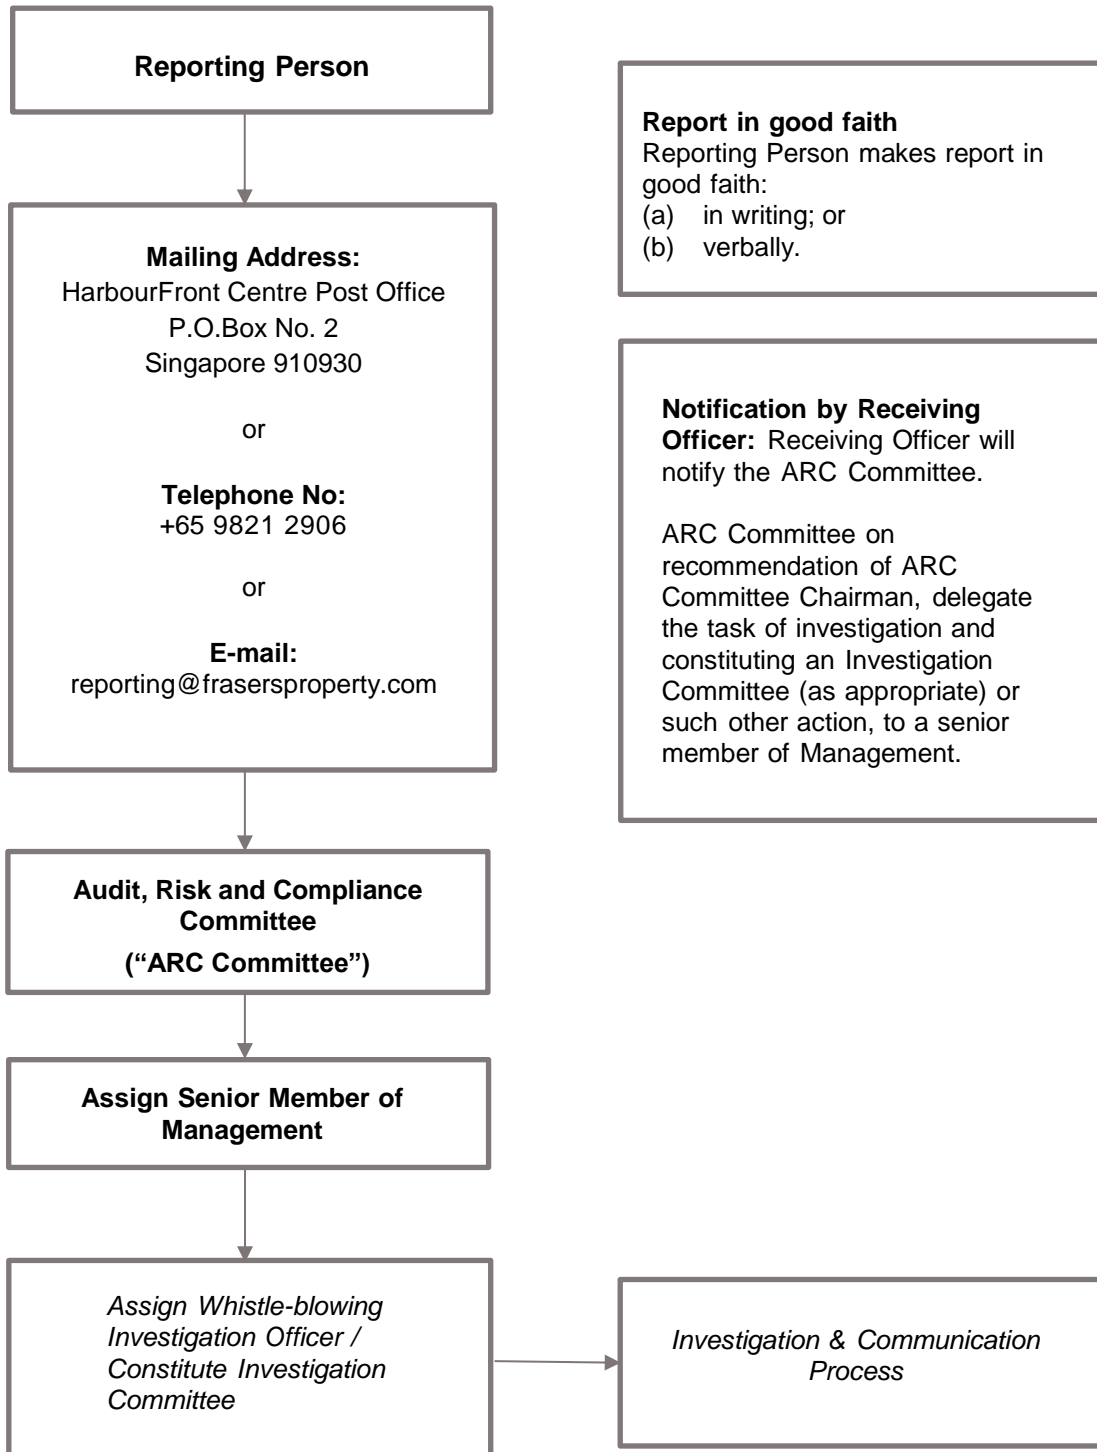 Reporting Person
Report in good faith
Reporting Person makes report in
good faith:
(a) in writing; or
(b) verbally.
Mailing Address:
HarbourFront Centre Post Office
P.O.Box No. 2
Singapore 910930
or
Telephone No:
+65 9821 2906
or
E-mail:
reporting@frasersproperty.com
Notification by Receiving
Officer: Receiving Officer will
notify the ARC Committee.
ARC Committee on
recommendation of ARC
Committee Chairman, delegate
the task of investigation and
constituting an Investigation
Committee (as appropriate) or
such other action, to a senior
member of Management.
Audit, Risk and Compliance
Committee
(“ARC Committee”)
Assign Senior Member of
Management
Assign Whistle-blowing
Investigation Officer /
Constitute Investigation
Committee
Investigation & Communication
Process